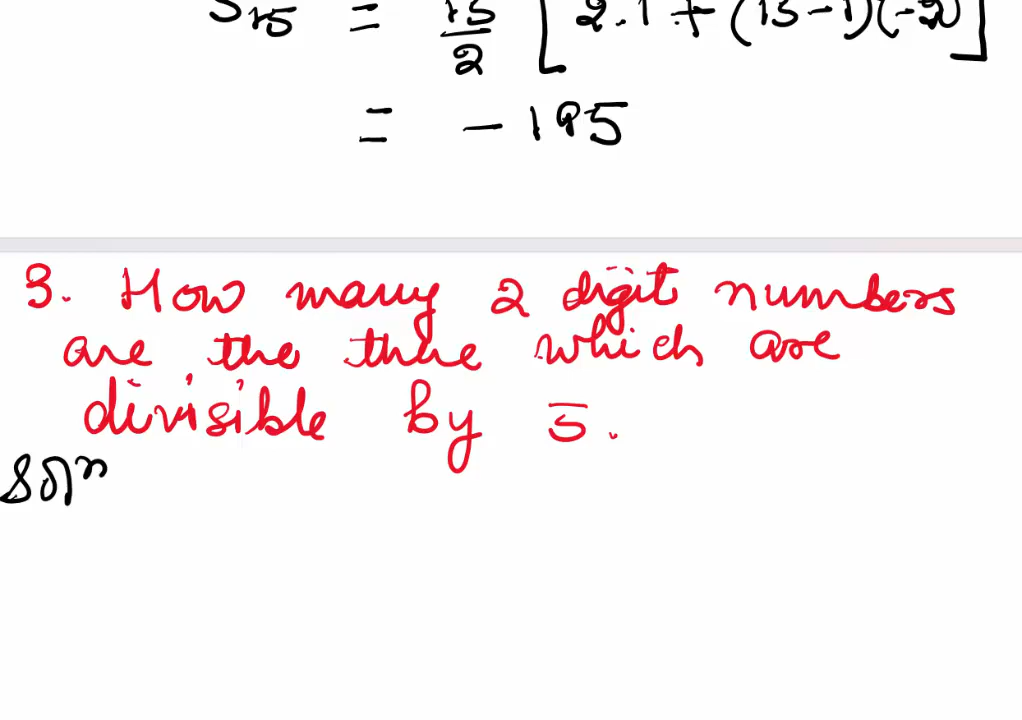 S15 = 15/2 [2.1 + (15-1)(-2)]
= -195
3. How many 2 digit numbers
are the there which are
divisible by 5.
Soln